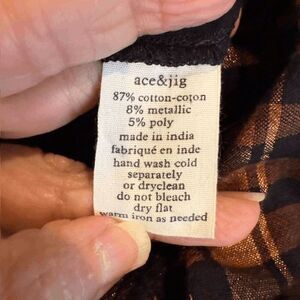 ace&jig
87% cotton-coton
8% metallic
5% poly
made in india
fabriqué en inde
hand wash cold
separately
or dryclean
do not bleach
dry flat
warm iron as needed